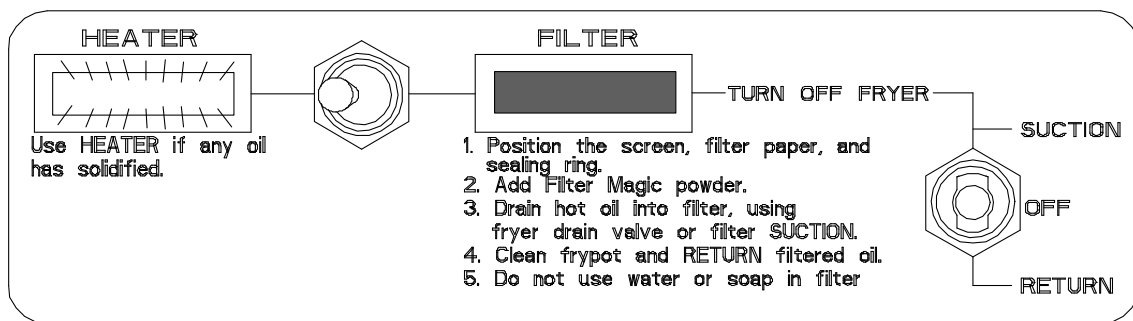 HEATER
Use HEATER if any oil
has solidified.
FILTER
1. Position the screen, filter paper, and
sealing ring.
2. Add Filter Magic powder.
3. Drain hot oil into filter, using
fryer drain valve or filter SUCTION.
4. Clean frypot and RETURN filtered oil.
5. Do not use water or soap in filter
TURN OFF FRYER
SUCTION
OFF
RETURN